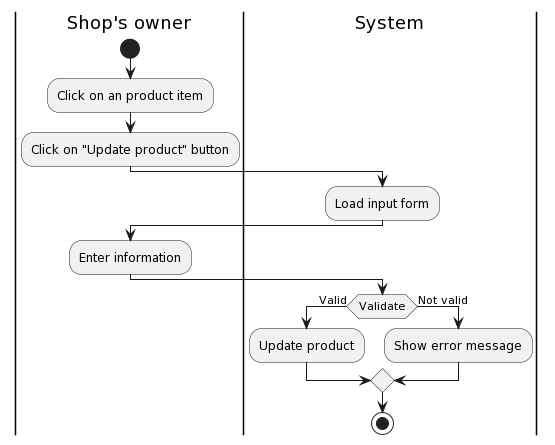 Shop's owner
System
Click on an product item
Click on "Update product" button
Load input form
Enter information
Valid
Validate
Not valid
Update product
Show error message